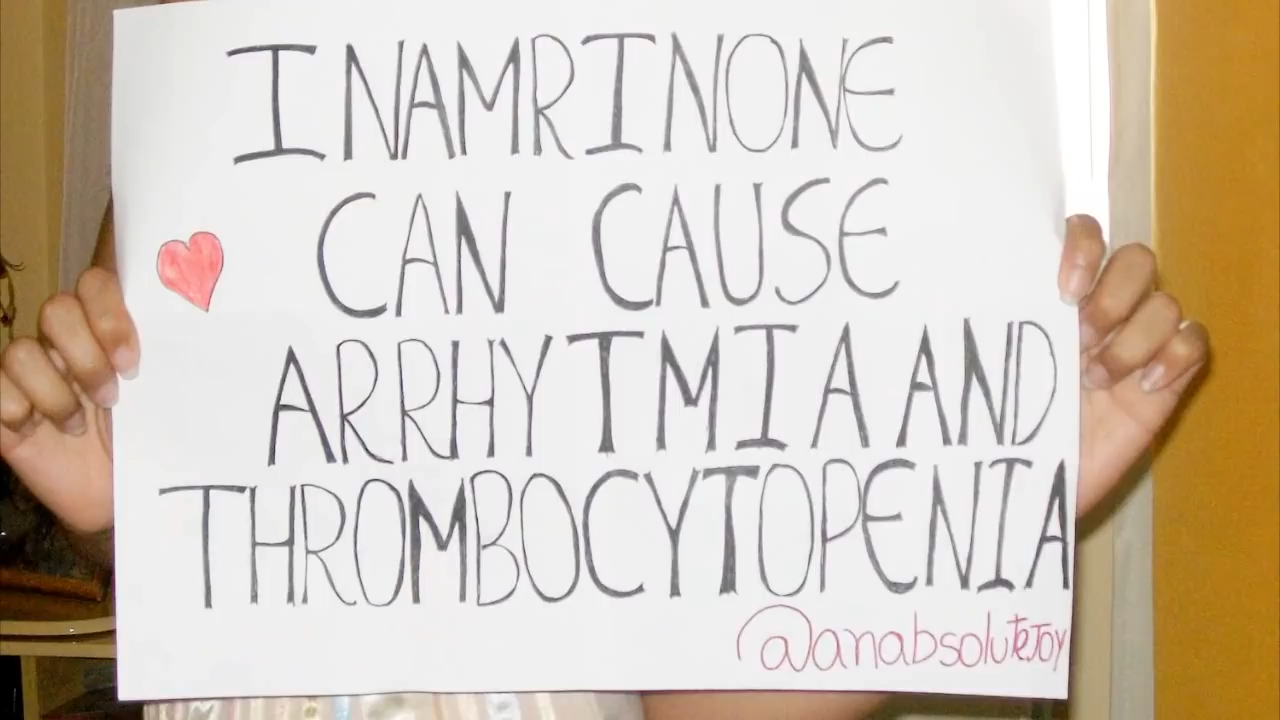 INAMRINONE
CAN CAUSE
ARRHYTMIA AND
THROMBOCYTOPENIA
@anabsoluteJoy